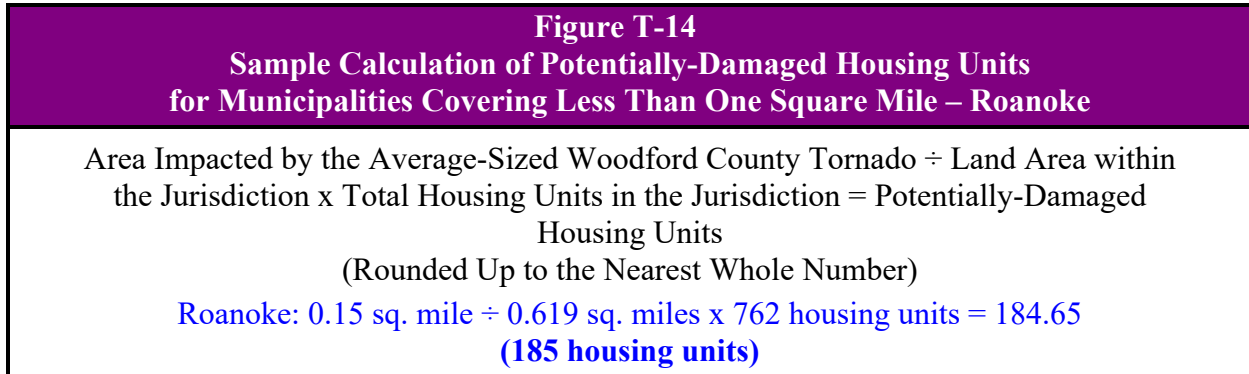 Figure T-14
Sample Calculation of Potentially-Damaged Housing Units
for Municipalities Covering Less Than One Square Mile – Roanoke
Area Impacted by the Average-Sized Woodford County Tornado ÷ Land Area within
the Jurisdiction x Total Housing Units in the Jurisdiction = Potentially-Damaged
Housing Units
(Rounded Up to the Nearest Whole Number)
Roanoke: 0.15 sq. mile ÷ 0.619 sq. miles x 762 housing units = 184.65
(185 housing units)